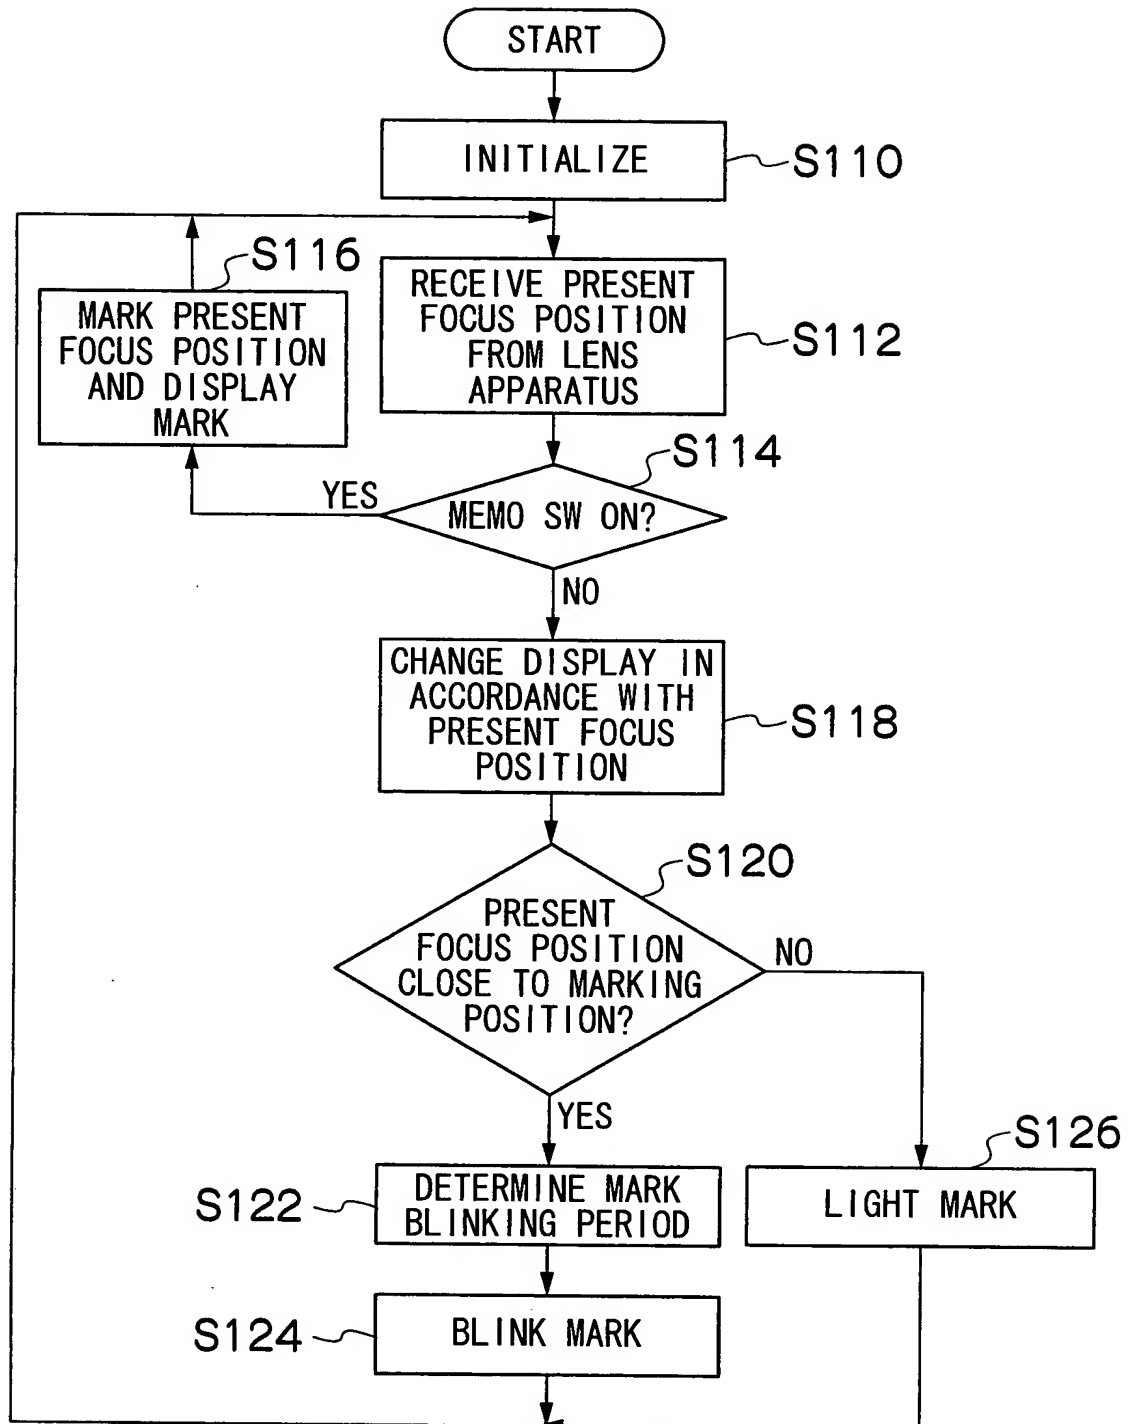 START
INITIALIZE
S110
S116
MARK PRESENT
FOCUS POSITION
AND DISPLAY
MARK
RECEIVE PRESENT
FOCUS POSITION
FROM LENS
APPARATUS
S112
S114
YES
MEMO SW ON?
NO
CHANGE DISPLAY IN
ACCORDANCE WITH
PRESENT FOCUS
POSITION
S118
S120
PRESENT
FOCUS POSITION
CLOSE TO MARKING
POSITION?
NO
YES
S126
S122
DETERMINE MARK
BLINKING PERIOD
LIGHT MARK
S124
BLINK MARK